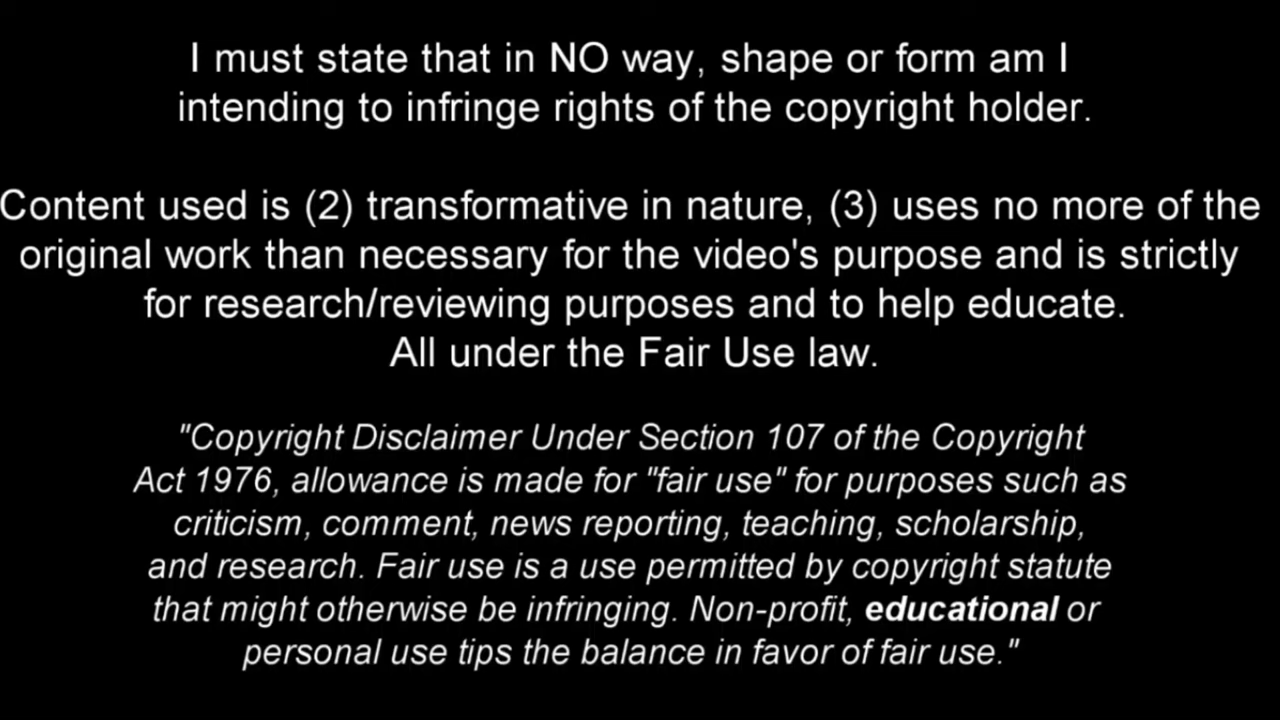 I must state that in NO way, shape or form am I
intending to infringe rights of the copyright holder.
Content used is (2) transformative in nature, (3) uses no more of the
original work than necessary for the video's purpose and is strictly
for research/reviewing purposes and to help educate.
All under the Fair Use law.
"Copyright Disclaimer Under Section 107 of the Copyright
Act 1976, allowance is made for "fair use" for purposes such as
criticism, comment, news reporting, teaching, scholarship,
and research. Fair use is a use permitted by copyright statute
that might otherwise be infringing. Non-profit, educational or
personal use tips the balance in favor of fair use."